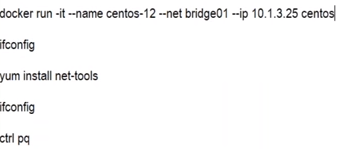 docker run -it --name centos-12 --net bridge01 --ip 10.1.3.25 centos
ifconfig
yum install net-tools
ifconfig
ctrl pq